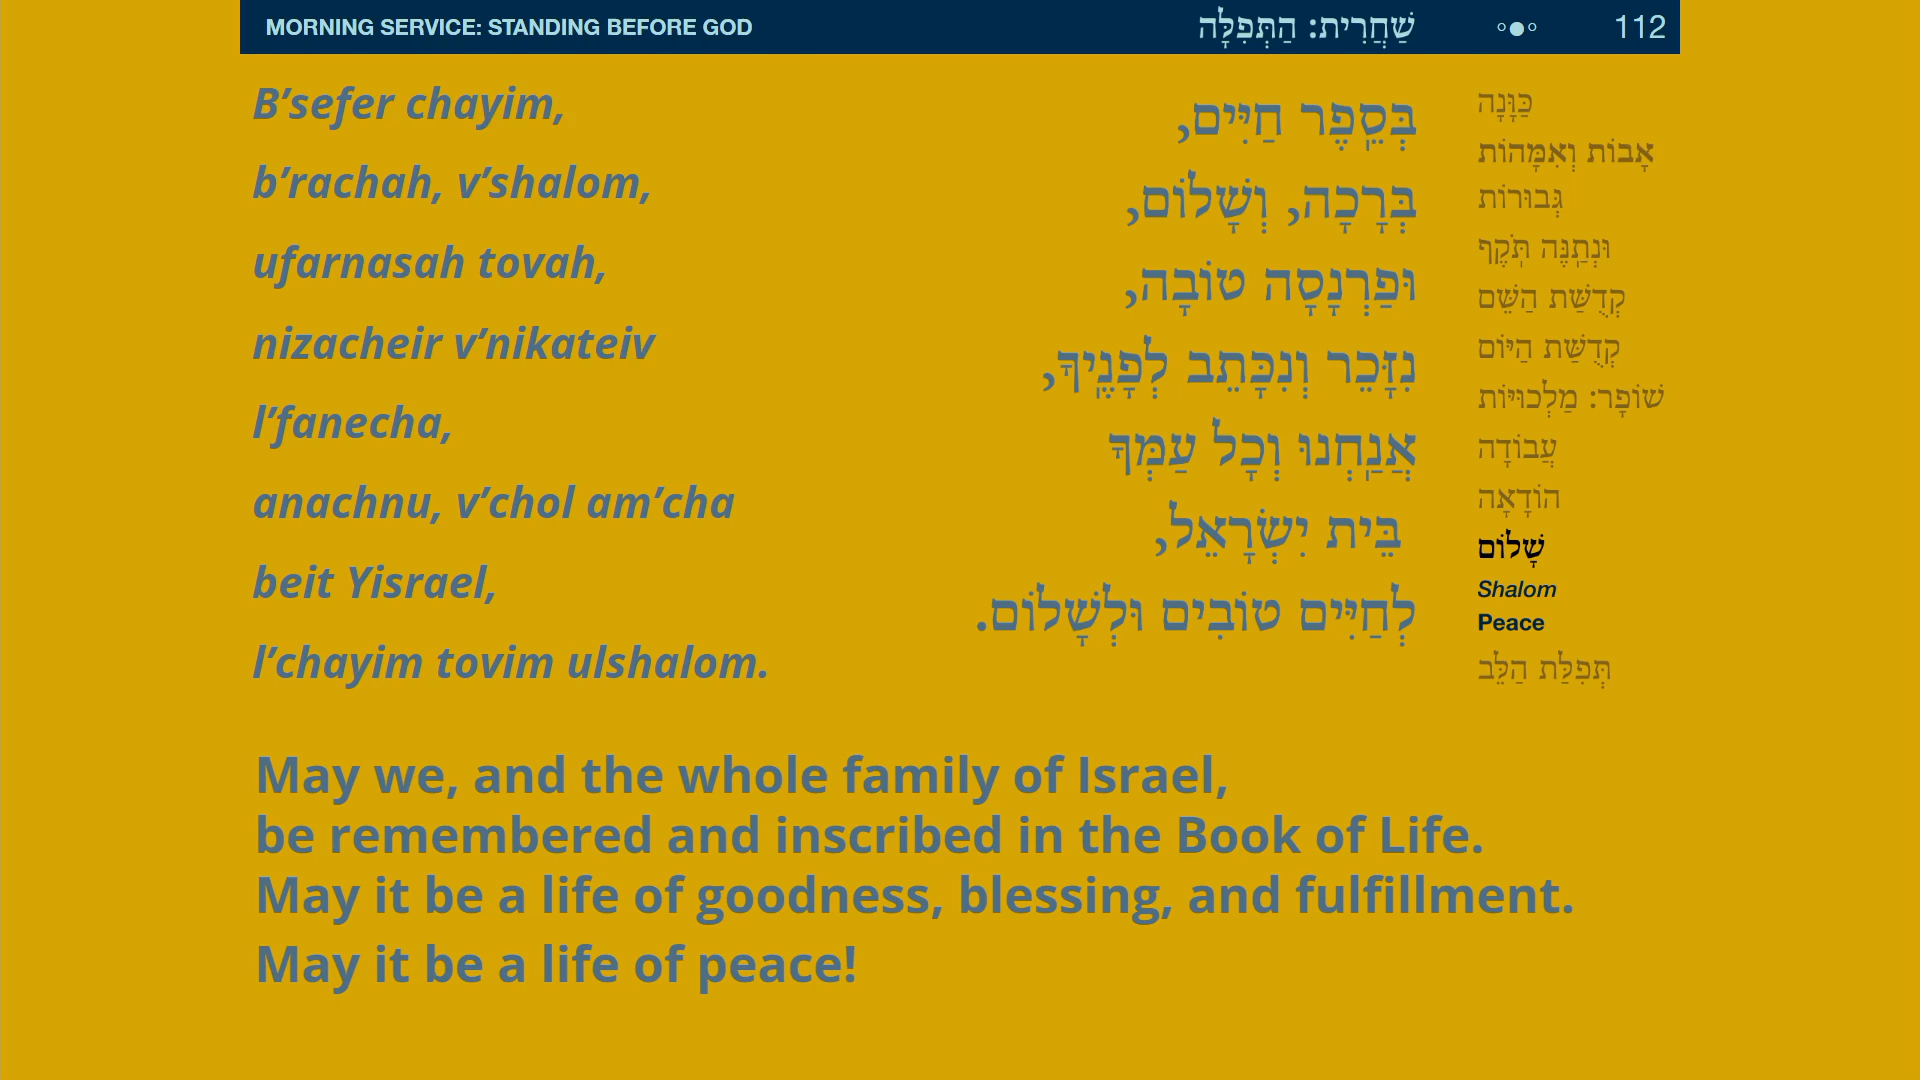 MORNING SERVICE: STANDING BEFORE GOD
שַׁחֲרִית: הַתְּפִלָּה
112
B’sefer chayim,
b’rachah, v’shalom,
ufarnasah tovah,
nizacheir v’nikateiv
l’fanecha,
anachnu, v’chol am’cha
beit Yisrael,
l’chayim tovim ulshalom.
בְּסֵֽפֶר חַיִּים,
בְּרָכָה, וְשָׁלוֹם,
וּפַרְנָסָה טוֹבָה,
נִזָּכֵר וְנִכָּתֵב לְפָנֶֽיךָ,
אֲנַֽחְנוּ וְכָל עַמְּךָ
בֵּית יִשְׂרָאֵל,
לְחַיִּים טוֹבִים וּלְשָׁלוֹם.
כַּוָּנָה
אָבוֹת וְאִמָּהוֹת
גְּבוּרוֹת
וּנְתַנֶּה תֹּֽקֶף
קְדֻשַּׁת הַשֵּׁם
קְדֻשַּׁת הַיּוֹם
שׁוֹפָר: מַלְכוּיּוֹת
עֲבוֹדָה
הוֹדָאָה
שָׁלוֹם
Shalom
Peace
תְּפִלַּת הַלֵּב
May we, and the whole family of Israel,
be remembered and inscribed in the Book of Life.
May it be a life of goodness, blessing, and fulfillment.
May it be a life of peace!